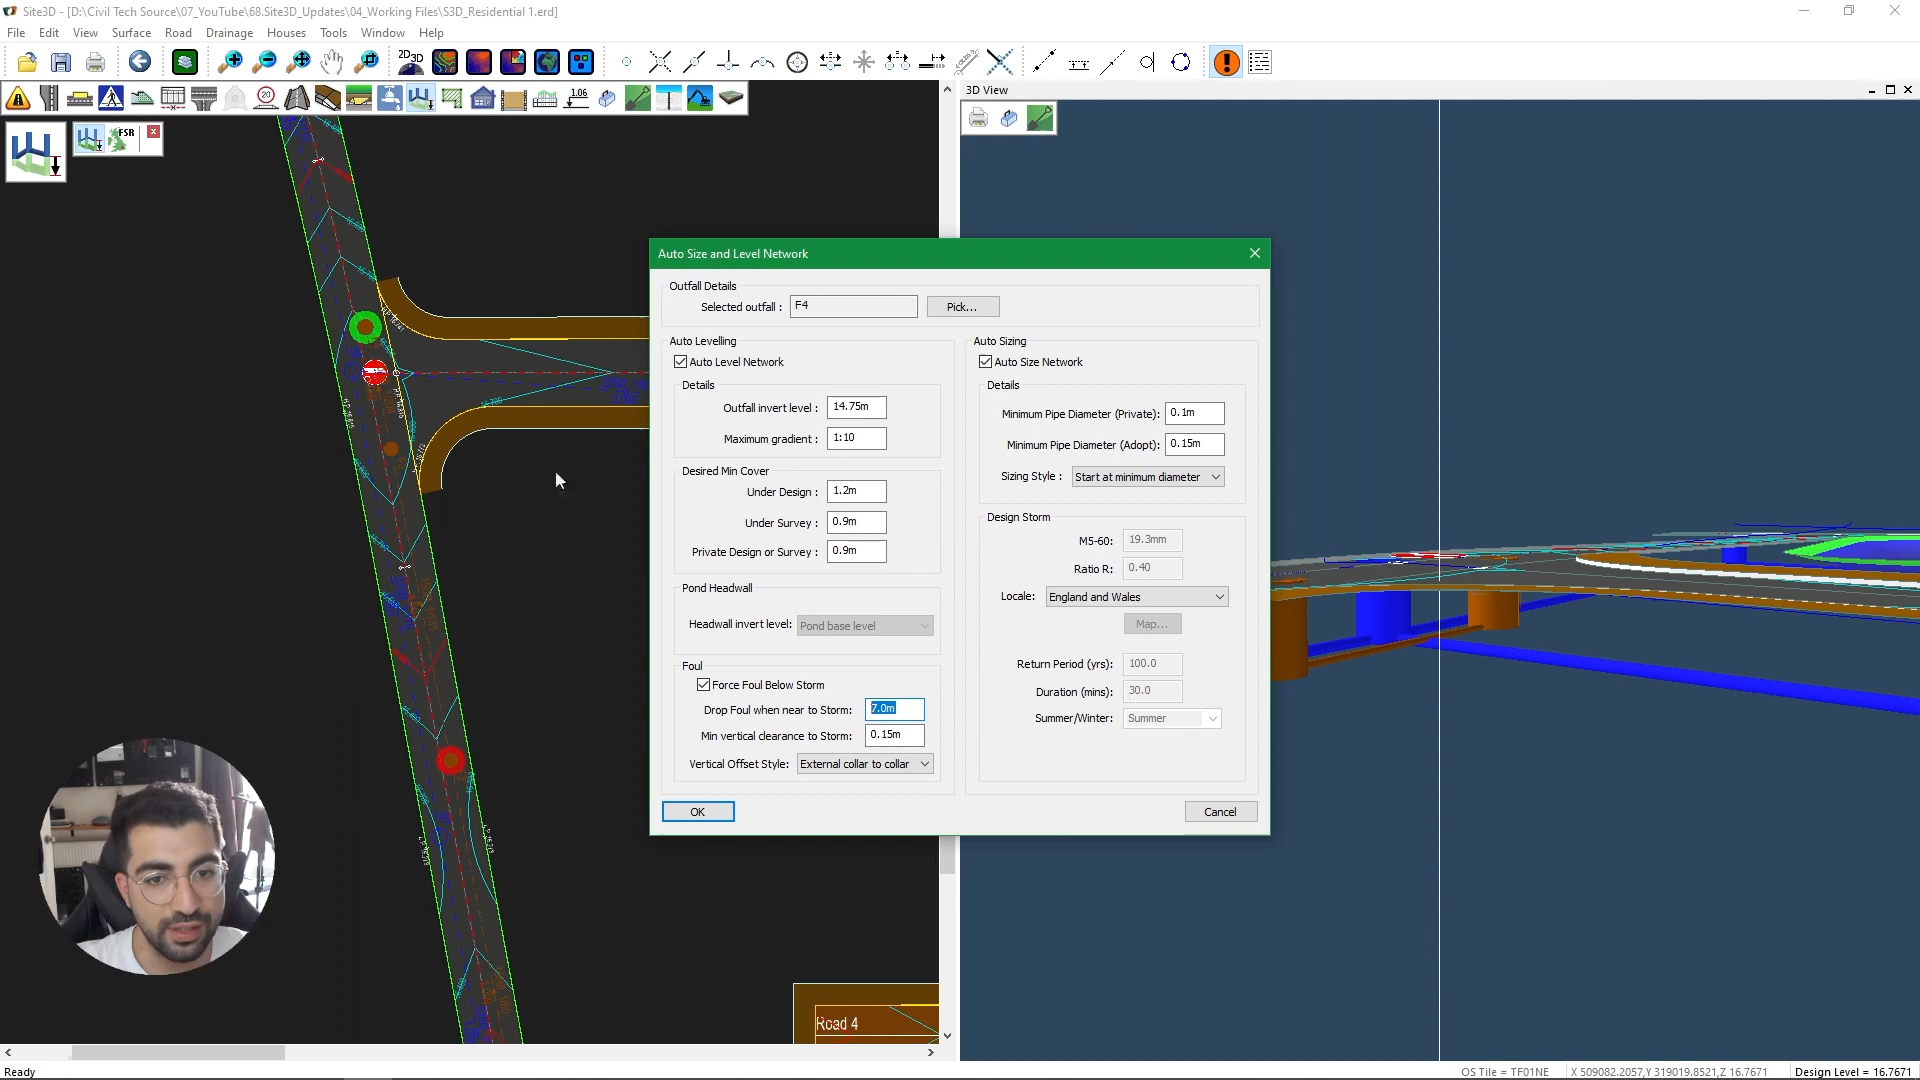 Site3D - [D:\Civil Tech Source\07_YouTube\68.Site3D_Updates\04_Working Files\S3D_Residential 1.erd]
File Edit View Surface Road Drainage Houses Tools Window Help
2D 3D
20
1.06
3D View
FSR
Auto Size and Level Network
Outfall Details
Selected outfall : F4 Pick...
Auto Levelling
Auto Level Network
Details
Outfall invert level : 14.75m
Maximum gradient : 1:10
Desired Min Cover
Under Design : 1.2m
Under Survey : 0.9m
Private Design or Survey : 0.9m
Pond Headwall
Headwall invert level: Pond base level
Foul
Force Foul Below Storm
Drop Foul when near to Storm: 7.0m
Min vertical clearance to Storm: 0.15m
Vertical Offset Style: External collar to collar
Auto Sizing
Auto Size Network
Details
Minimum Pipe Diameter (Private): 0.1m
Minimum Pipe Diameter (Adopt): 0.15m
Sizing Style : Start at minimum diameter
Design Storm
M5-60: 19.3mm
Ratio R: 0.40
Locale: England and Wales
Map...
Return Period (yrs): 100.0
Duration (mins): 30.0
Summer/Winter: Summer
OK Cancel
Road 4
Ready OS Tile = TF01NE X 509082.2057,Y 319019.8521, Z 16.7671 Design Level = 16.7671